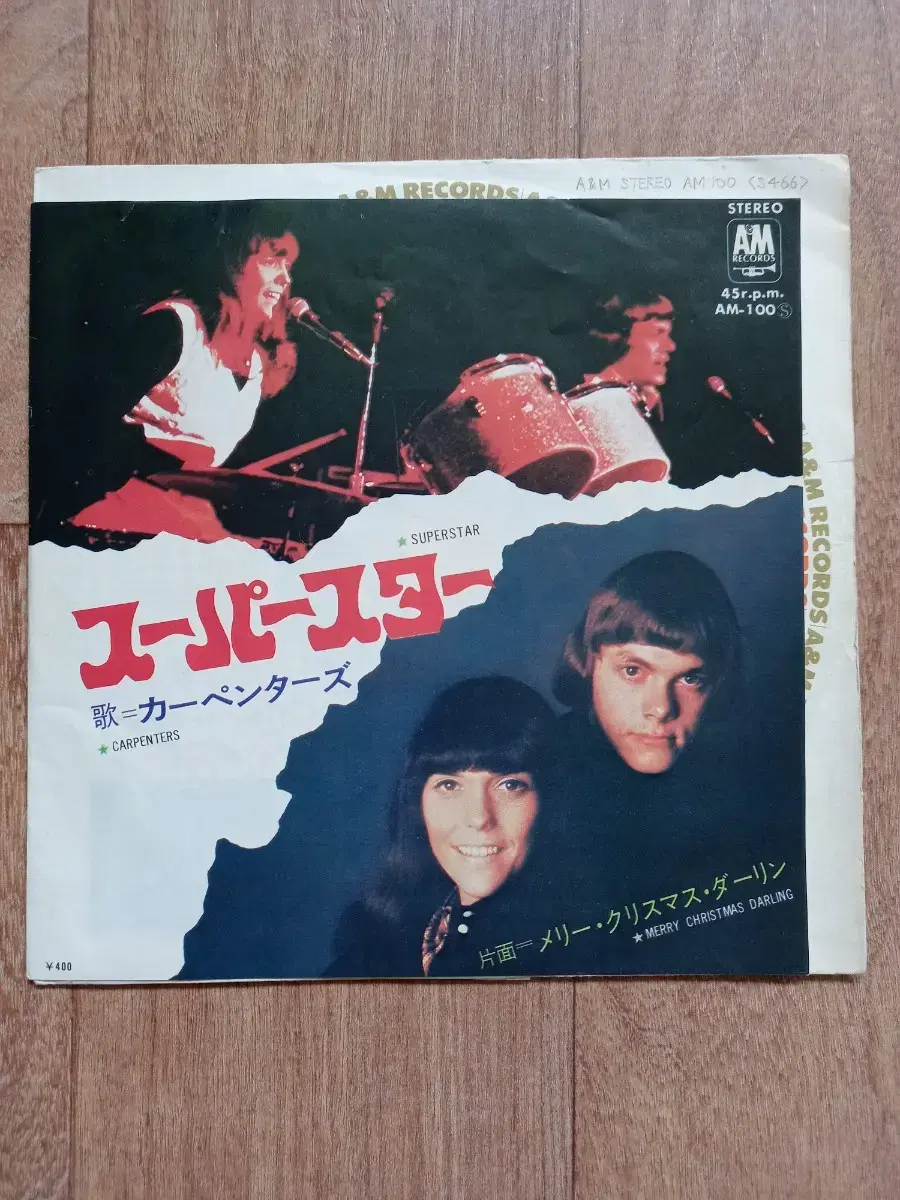 A&M RECORDS/A&
A&M STEREO AM 100 <S466>
STEREO
A&M
RECORDS
45r.p.m.
AM-100Ⓢ
A&M RECORDS/A&M
★ SUPERSTAR
スーパースター
歌=カーペンターズ
★ CARPENTERS
片面=メリー・クリスマス・ダーリン
★ MERRY CHRISTMAS DARLING
¥400